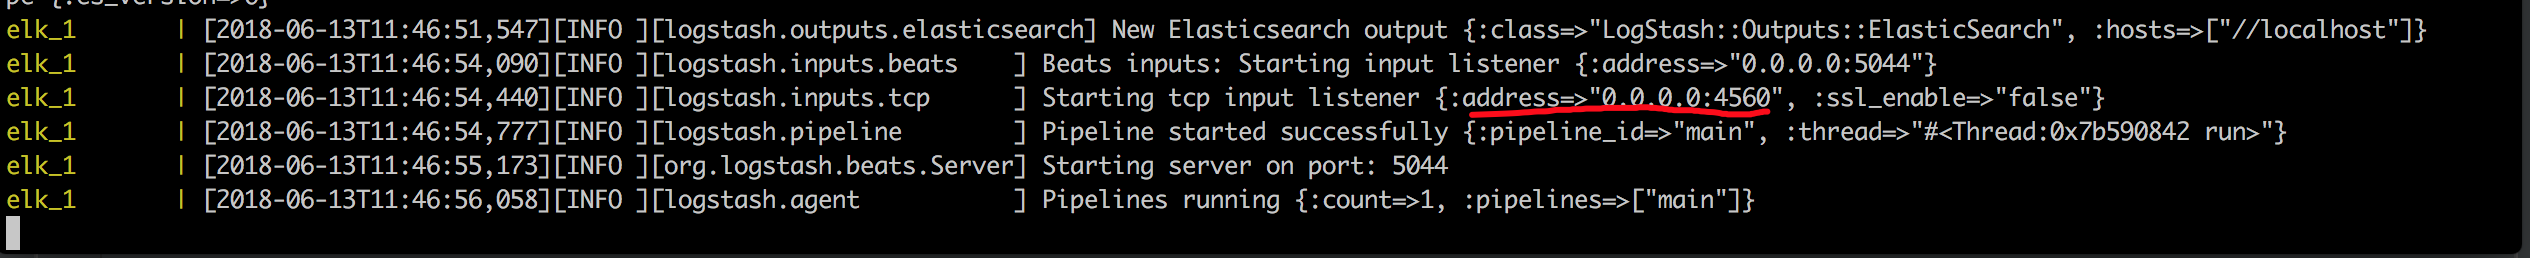 pe {:es_version=>6}
elk_1       | [2018-06-13T11:46:51,547][INFO ][logstash.outputs.elasticsearch] New Elasticsearch output {:class=>"LogStash::Outputs::ElasticSearch", :hosts=>["//localhost"]}
elk_1       | [2018-06-13T11:46:54,090][INFO ][logstash.inputs.beats    ] Beats inputs: Starting input listener {:address=>"0.0.0.0:5044"}
elk_1       | [2018-06-13T11:46:54,440][INFO ][logstash.inputs.tcp      ] Starting tcp input listener {:address=>"0.0.0.0:4560", :ssl_enable=>"false"}
elk_1       | [2018-06-13T11:46:54,777][INFO ][logstash.pipeline        ] Pipeline started successfully {:pipeline_id=>"main", :thread=>"#<Thread:0x7b590842 run>"}
elk_1       | [2018-06-13T11:46:55,173][INFO ][org.logstash.beats.Server] Starting server on port: 5044
elk_1       | [2018-06-13T11:46:56,058][INFO ][logstash.agent           ] Pipelines running {:count=>1, :pipelines=>["main"]}